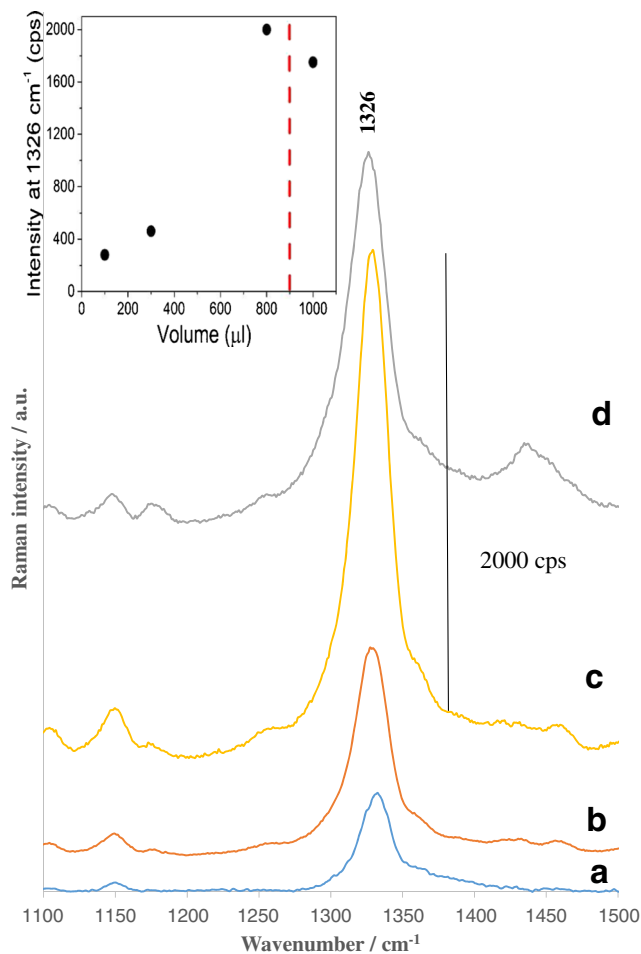 Intensity at 1326 cm⁻¹ (cps)
2000
1600
1200
800
400
0
0 200 400 600 800 1000
Volume (µl)
1326
d
2000 cps
c
b
a
Raman intensity / a.u.
1100 1150 1200 1250 1300 1350 1400 1450 1500
Wavenumber / cm⁻¹